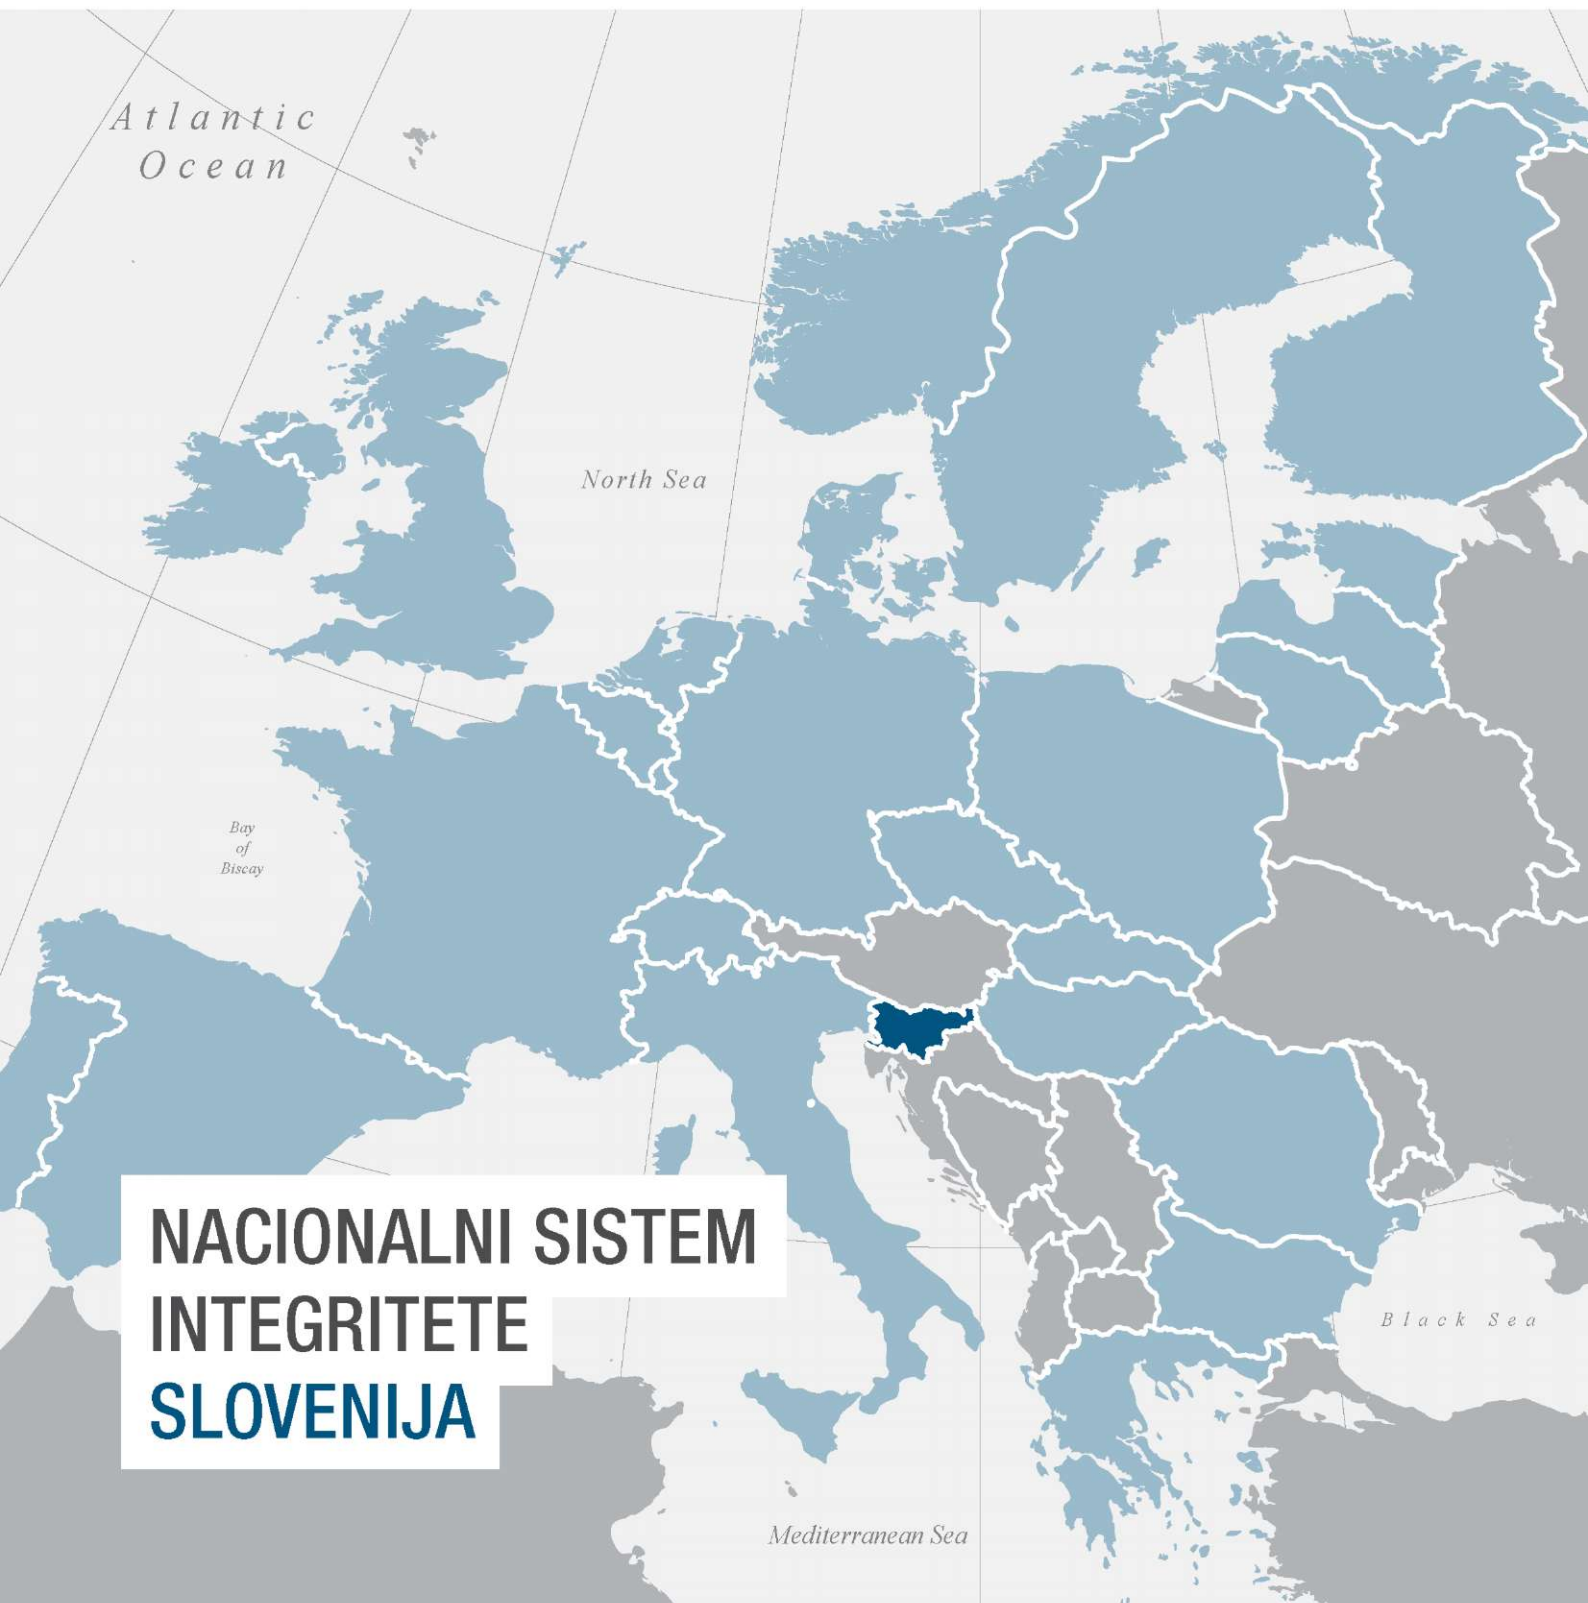 Atlantic
Ocean
North Sea
Bay
of
Biscay
NACIONALNI SISTEM
INTEGRITETE
SLOVENIJA
Black Sea
Mediterranean Sea